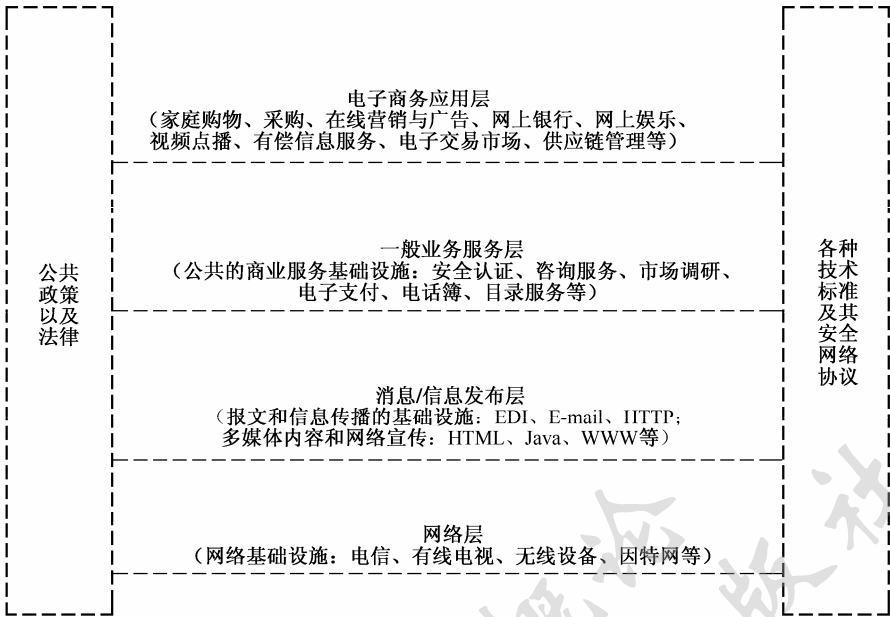 电子商务应用层
（家庭购物、采购、在线营销与广告、网上银行、网上娱乐、
视频点播、有偿信息服务、电子交易市场、供应链管理等）
一般业务服务层
（公共的商业服务基础设施：安全认证、咨询服务、市场调研、
电子支付、电话簿、目录服务等）
消息/信息发布层
（报文和信息传播的基础设施：EDI、E-mail、IITTP；
多媒体内容和网络宣传：HTML、Java、WWW等）
网络层
（网络基础设施：电信、有线电视、无线设备、因特网等）
公共
政策
以及
法律
各种
技术
标准
及其
安全
网络
协议
概论
版社